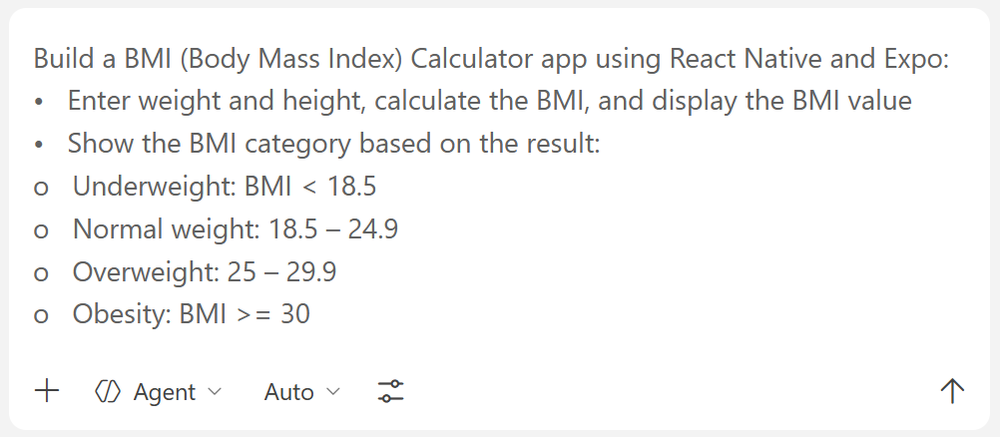 Build a BMI (Body Mass Index) Calculator app using React Native and Expo:
• Enter weight and height, calculate the BMI, and display the BMI value
• Show the BMI category based on the result:
o Underweight: BMI < 18.5
o Normal weight: 18.5 – 24.9
o Overweight: 25 – 29.9
o Obesity: BMI >= 30
Agent Auto